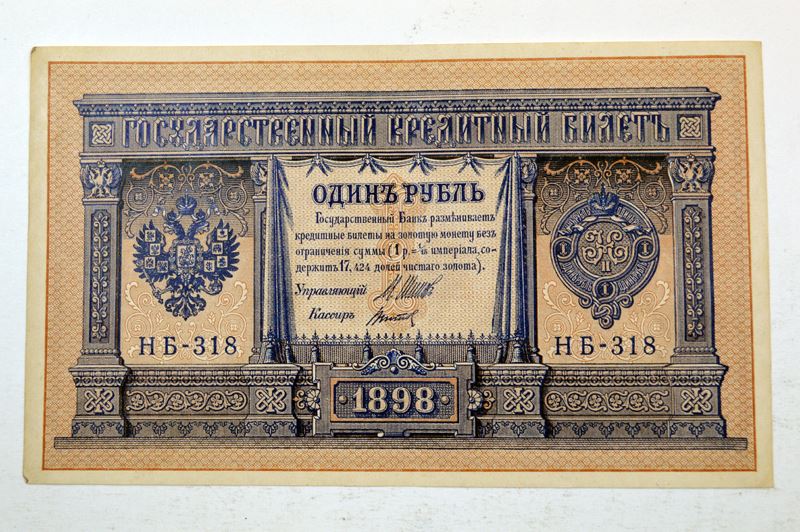 ГОСУДАРСТВЕННЫЙ КРЕДИТНЫЙ БИЛЕТЪ
ОДИНЪ РУБЛЬ
Государственный Банкъ размѣниваетъ
кредитные билеты на золотую монету безъ
ограниченія суммы (1 р. = 1/15 имперіала, со-
держитъ 17, 424 долей чистаго золота).
Управляющій
Кассиръ
НБ-318
НБ-318
1898